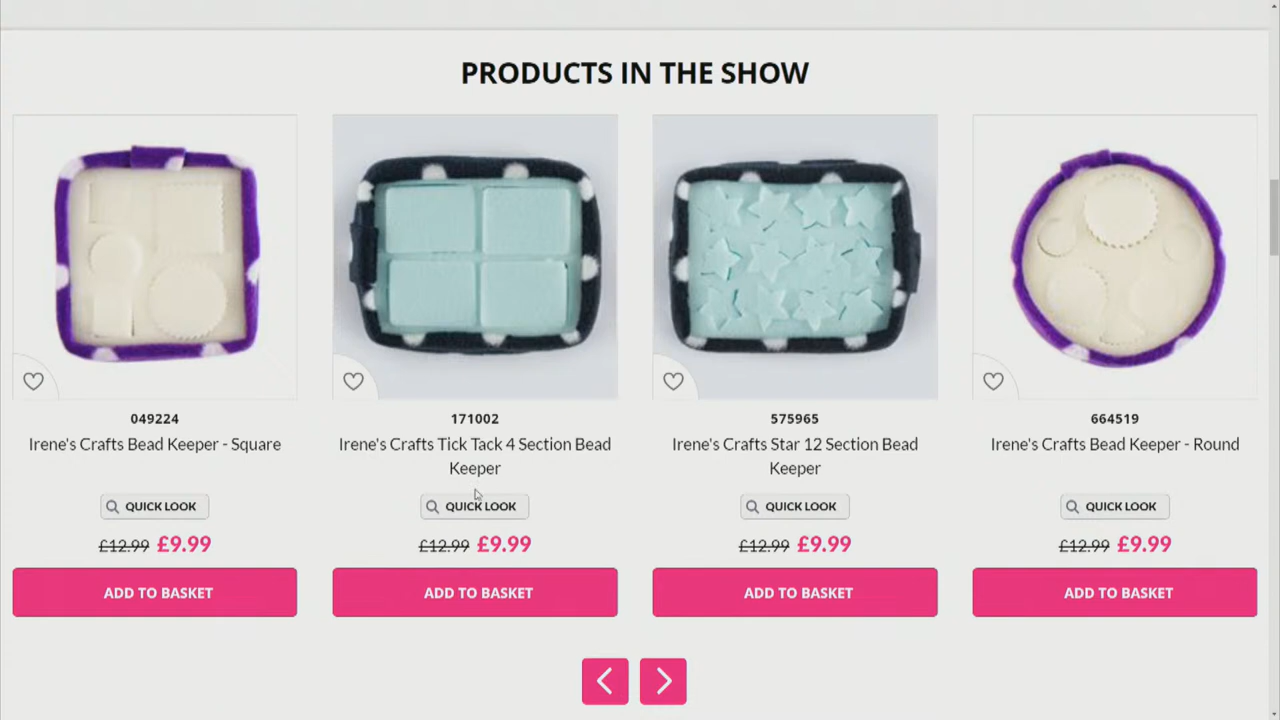 PRODUCTS IN THE SHOW
049224
Irene's Crafts Bead Keeper - Square
QUICK LOOK
£12.99 £9.99
ADD TO BASKET
171002
Irene's Crafts Tick Tack 4 Section Bead
Keeper
QUICK LOOK
£12.99 £9.99
ADD TO BASKET
575965
Irene's Crafts Star 12 Section Bead
Keeper
QUICK LOOK
£12.99 £9.99
ADD TO BASKET
664519
Irene's Crafts Bead Keeper - Round
QUICK LOOK
£12.99 £9.99
ADD TO BASKET